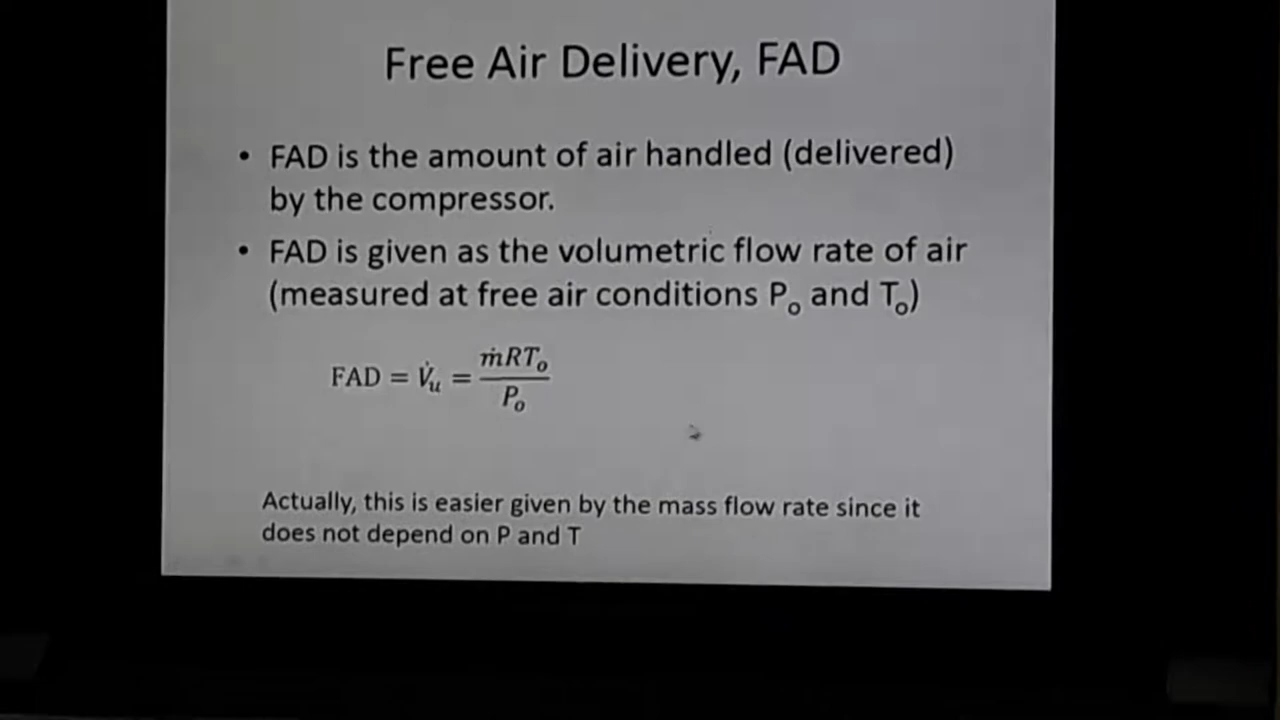 Free Air Delivery, FAD
• FAD is the amount of air handled (delivered)
by the compressor.
• FAD is given as the volumetric flow rate of air
(measured at free air conditions Pₒ and Tₒ)
FAD = V̇ᵤ = ṁRTₒ / Pₒ
Actually, this is easier given by the mass flow rate since it
does not depend on P and T